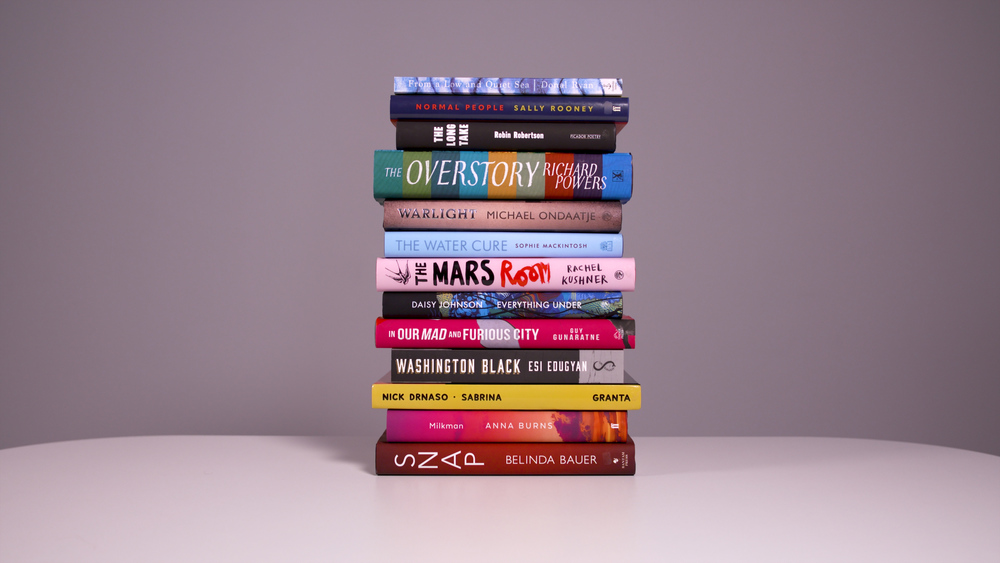 From a Low and Quiet Sea | Donal Ryan
NORMAL PEOPLE SALLY ROONEY
THE LONG TAKE Robin Robertson PICADOR POETRY
THE OVERSTORY RICHARD POWERS
WARLIGHT MICHAEL ONDAATJE
THE WATER CURE SOPHIE MACKINTOSH
THE MARS ROOM RACHEL KUSHNER
DAISY JOHNSON EVERYTHING UNDER
IN OUR MAD AND FURIOUS CITY GUY GUNARATNE
WASHINGTON BLACK ESI EDUGYAN
NICK DRNASO · SABRINA GRANTA
Milkman ANNA BURNS
SNAP BELINDA BAUER